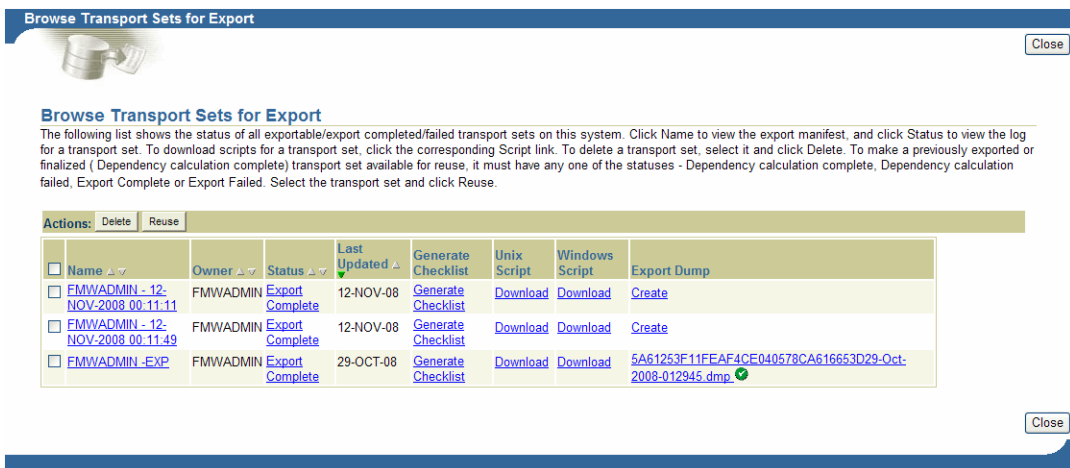 Browse Transport Sets for Export
Close
Browse Transport Sets for Export
The following list shows the status of all exportable/export completed/failed transport sets on this system. Click Name to view the export manifest, and click Status to view the log
for a transport set. To download scripts for a transport set, click the corresponding Script link. To delete a transport set, select it and click Delete. To make a previously exported or
finalized ( Dependency calculation complete) transport set available for reuse, it must have any one of the statuses - Dependency calculation complete, Dependency calculation
failed, Export Complete or Export Failed. Select the transport set and click Reuse.
Actions: Delete Reuse
Name Owner Status Last Updated Generate Checklist Unix Script Windows Script Export Dump
FMWADMIN - 12- FMWADMIN Export 12-NOV-08 Generate Download Download Create
NOV-2008 00:11:11 Complete Checklist
FMWADMIN - 12- FMWADMIN Export 12-NOV-08 Generate Download Download Create
NOV-2008 00:11:49 Complete Checklist
FMWADMIN -EXP FMWADMIN Export 29-OCT-08 Generate Download Download 5A61253F11FEAF4CE040578CA616653D29-Oct-
Complete Checklist 2008-012945.dmp
Close